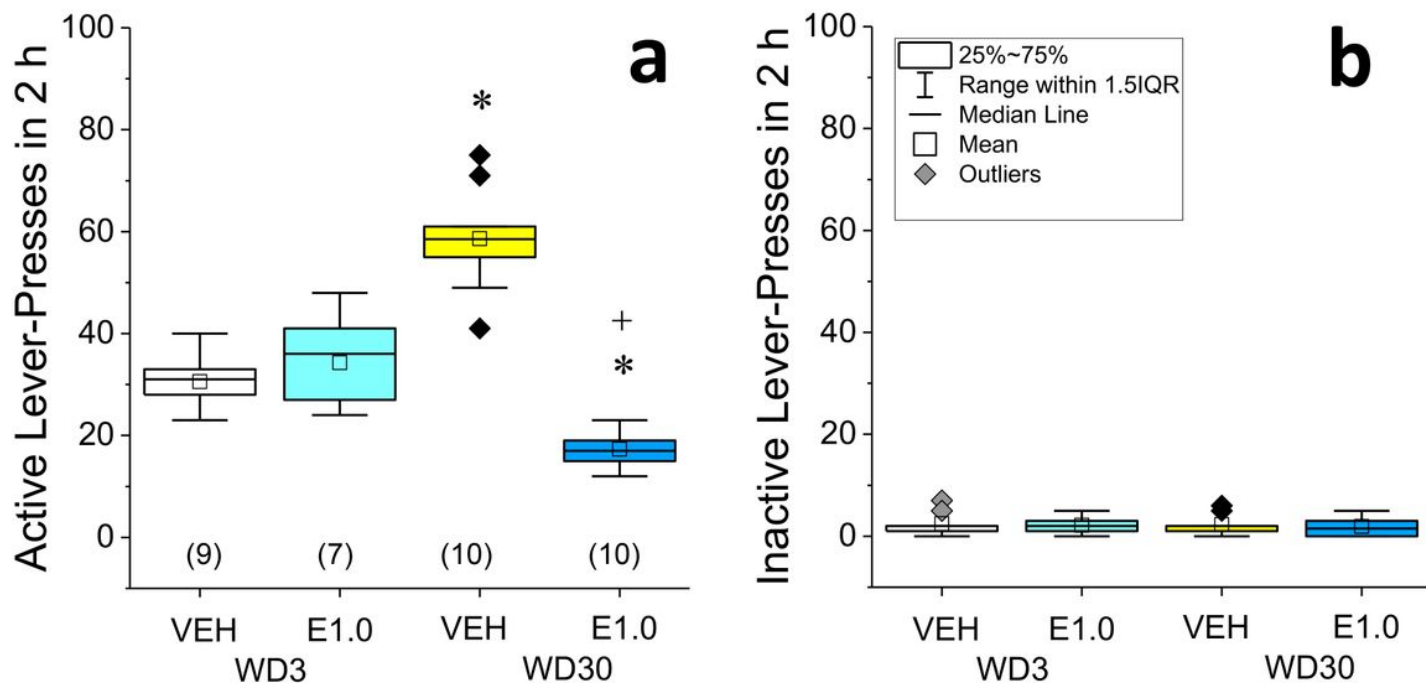 a
Active Lever-Presses in 2 h
100
80
60
40
20
0
*
+
*
(9) (7) (10) (10)
VEH E1.0 VEH E1.0
WD3 WD30
b
Inactive Lever-Presses in 2 h
100
80
60
40
20
0
25%~75%
Range within 1.5IQR
Median Line
Mean
Outliers
VEH E1.0 VEH E1.0
WD3 WD30